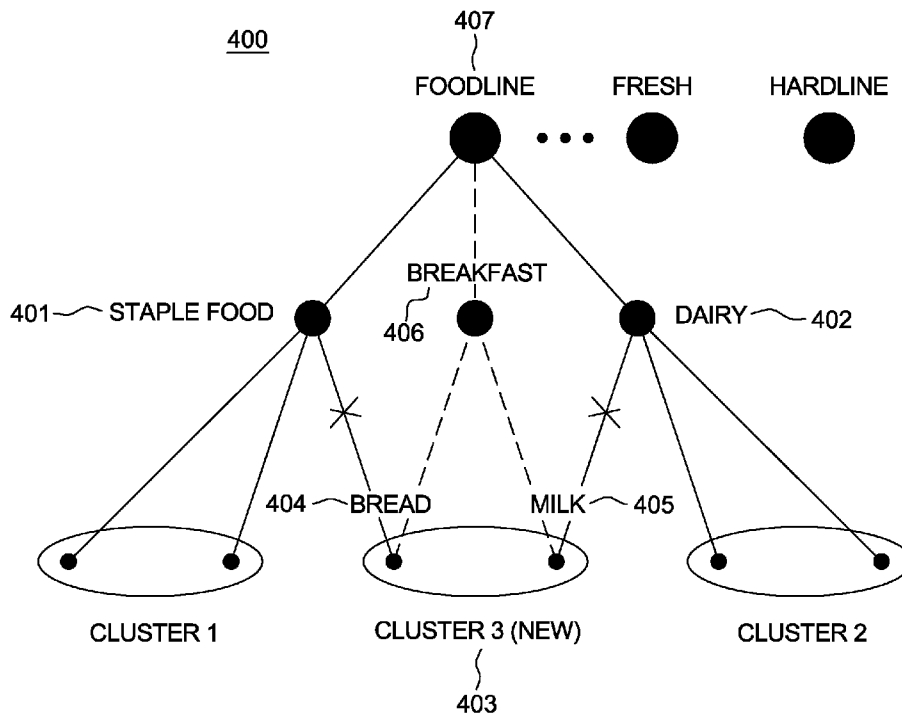 400
407
FOODLINE
FRESH
HARDLINE
BREAKFAST
401
STAPLE FOOD
406
DAIRY
402
404
BREAD
MILK
405
CLUSTER 1
CLUSTER 3 (NEW)
CLUSTER 2
403